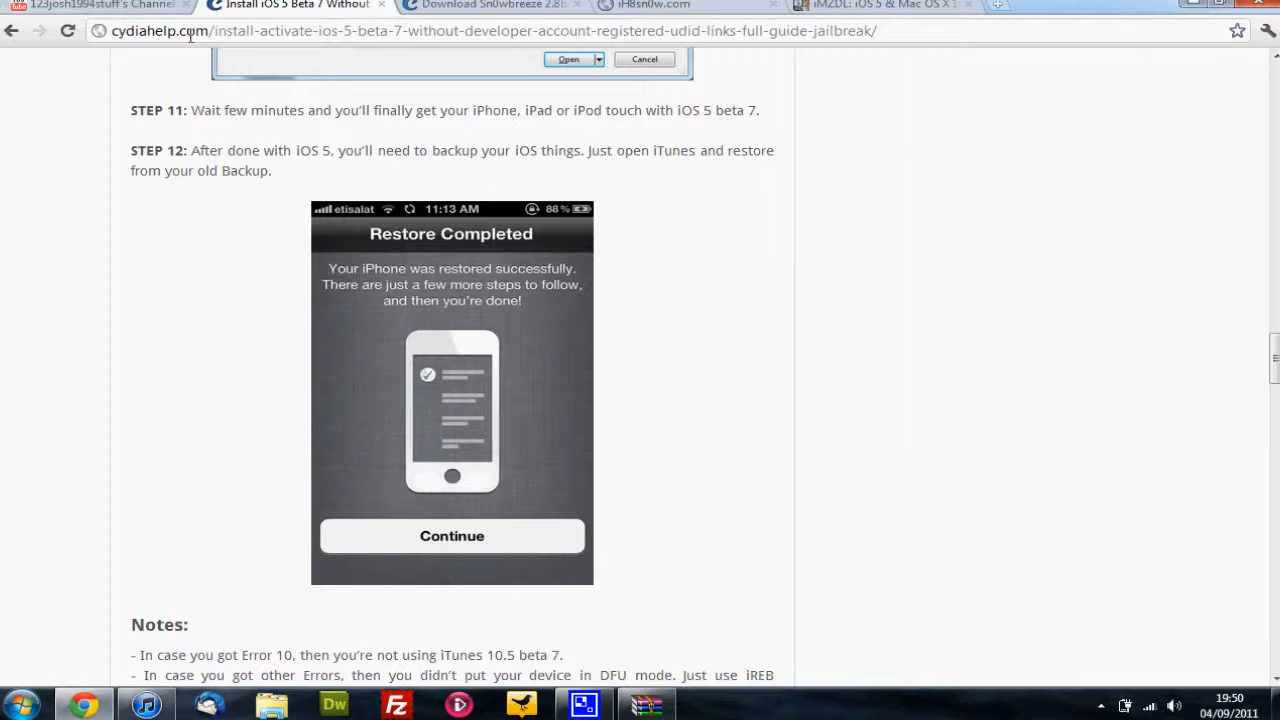 123josh1994stuff's Channel
Install iOS 5 Beta 7 Without
Download Sn0wbreeze 2.8b
iH8sn0w.com
iMZDL: iOS 5 & Mac OS X
cydiahelp.com/install-activate-ios-5-beta-7-without-developer-account-registered-udid-links-full-guide-jailbreak/
Open
Cancel
STEP 11: Wait few minutes and you'll finally get your iPhone, iPad or iPod touch with iOS 5 beta 7.
STEP 12: After done with iOS 5, you'll need to backup your iOS things. Just open iTunes and restore
from your old Backup.
etisalat 11:13 AM 88%
Restore Completed
Your iPhone was restored successfully.
There are just a few more steps to follow,
and then you're done!
Continue
Notes:
- In case you got Error 10, then you're not using iTunes 10.5 beta 7.
- In case you got other Errors, then you didn't put your device in DFU mode. Just use iREB
Dw
Fz
19:50
04/09/2011